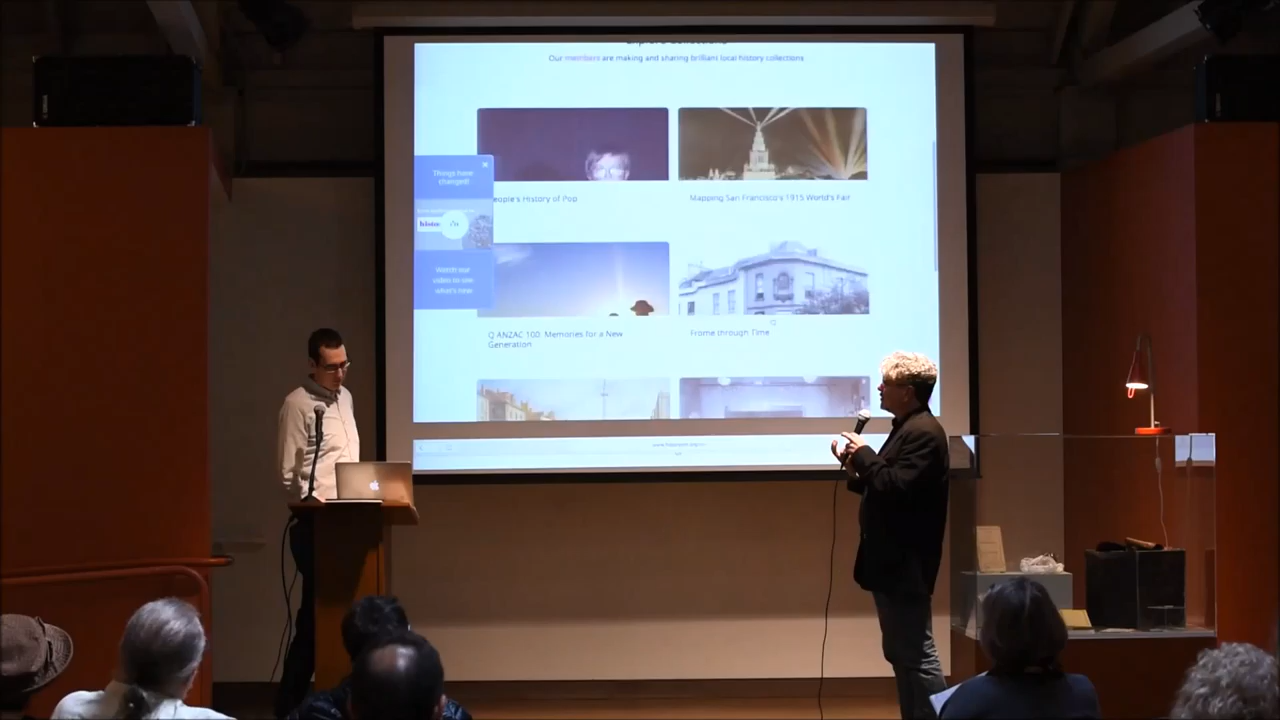 Our members are making and sharing brilliant local history collections
Things have
changed!
People's History of Pop
Mapping San Francisco's 1915 World's Fair
Watch our
video to see
what's new
Q ANZAC 100: Memories for a New
Generation
Frome through Time